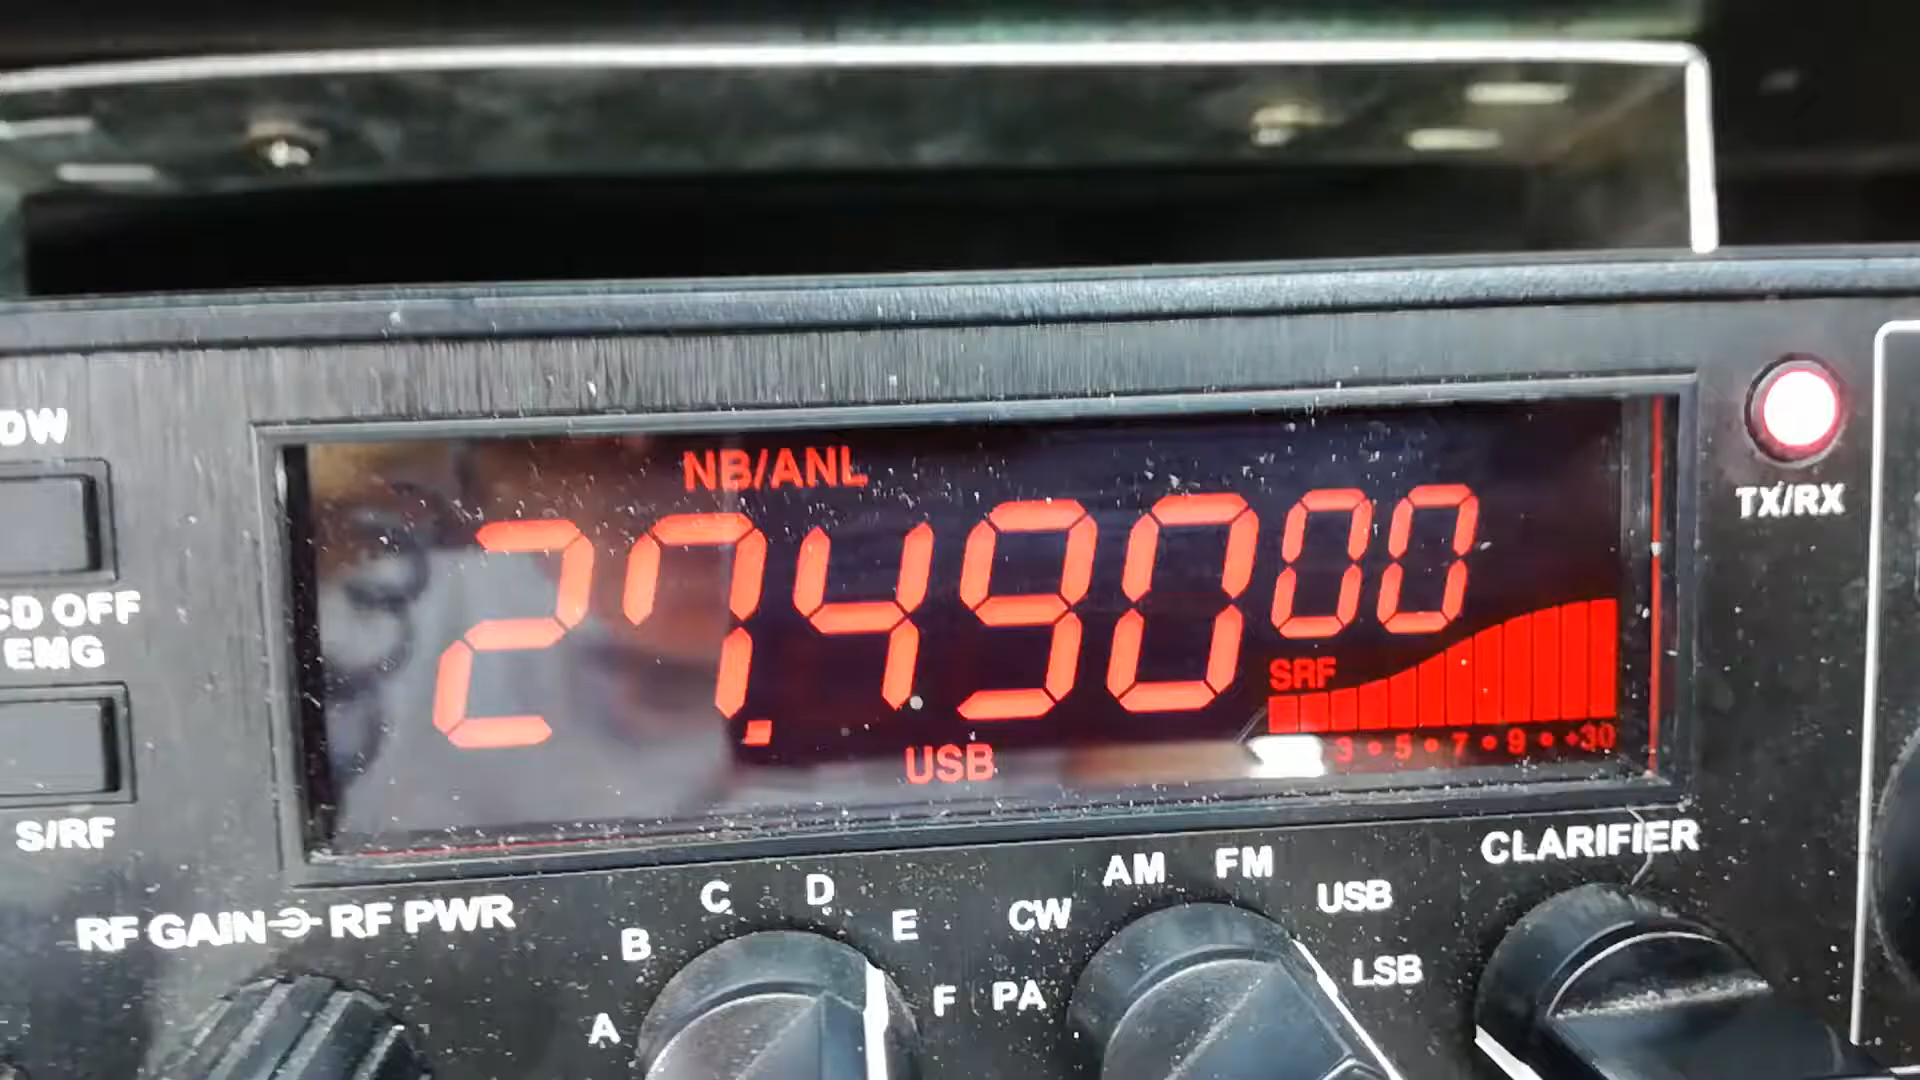 DW
CD OFF
EMG
S/RF
NB/ANL
27.49000
SRF
3 • 5 • 7 • 9 • +30
USB
TX/RX
RF GAIN RF PWR
A B C D E F
PA CW AM FM USB LSB
CLARIFIER